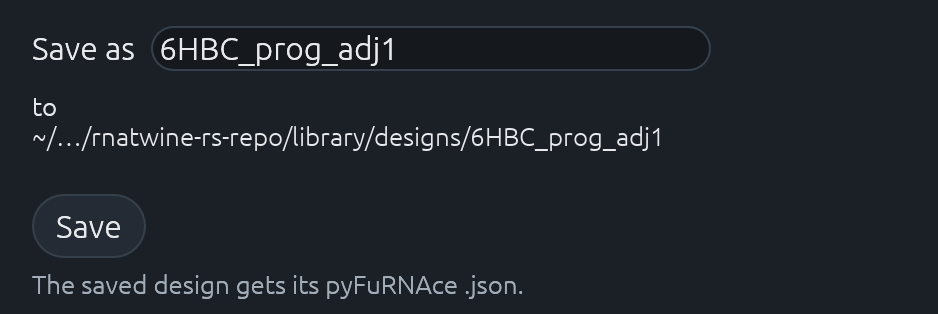 Save as 6HBC_prog_adj1
to
~/.../rnatwine-rs-repo/library/designs/6HBC_prog_adj1
Save
The saved design gets its pyFuRNAce .json.